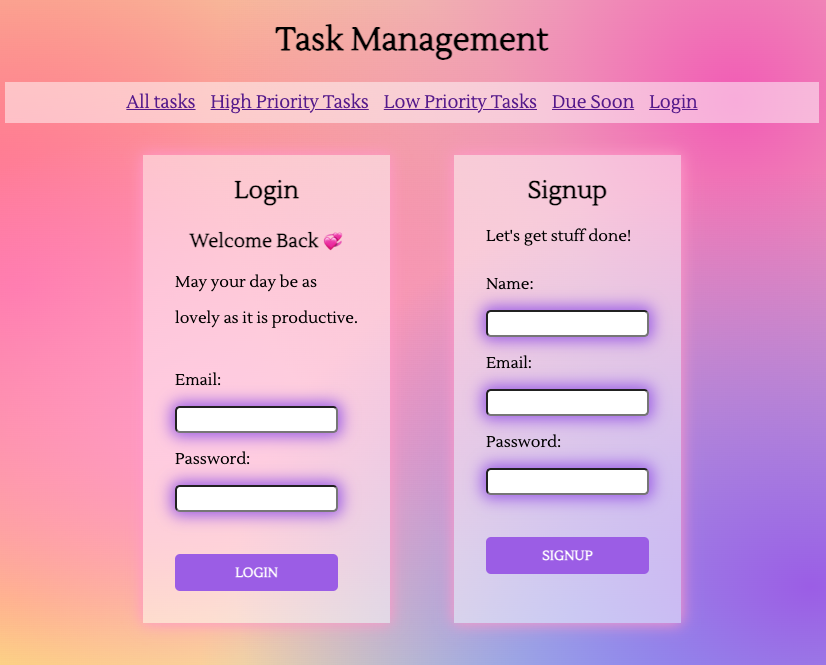 Task Management
All tasks High Priority Tasks Low Priority Tasks Due Soon Login
Login
Welcome Back 💞
May your day be as
lovely as it is productive.
Email:
Password:
LOGIN
Signup
Let's get stuff done!
Name:
Email:
Password:
SIGNUP